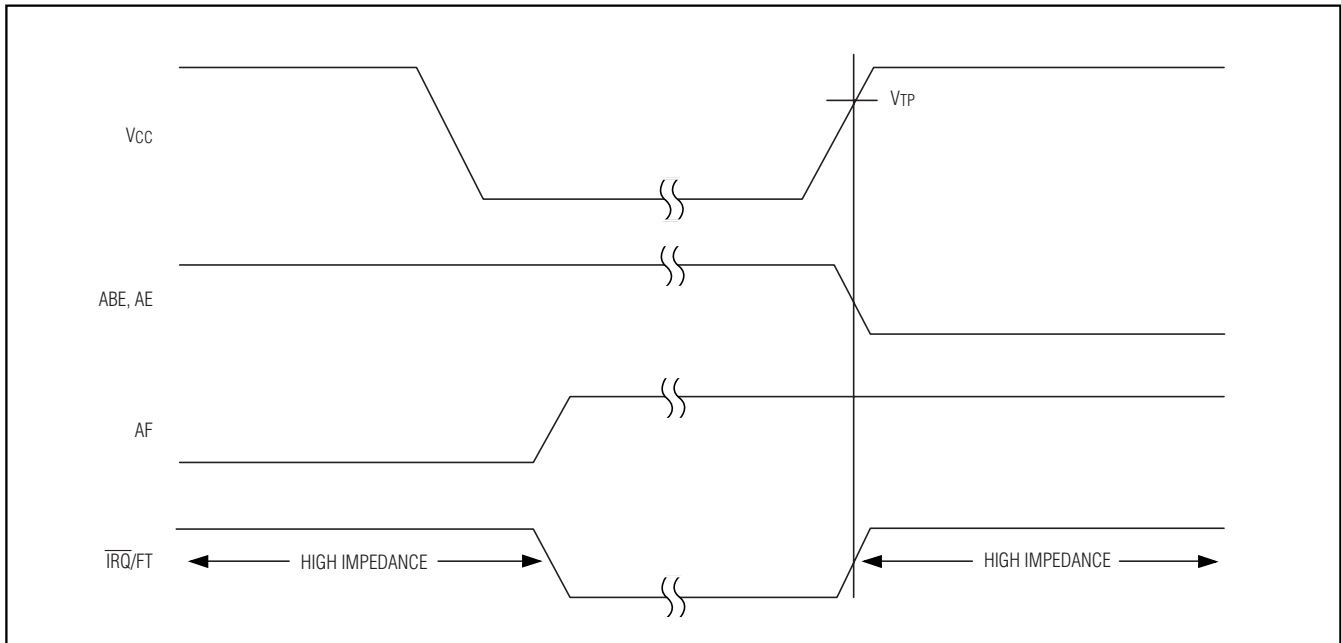 VCC
VTP
ABE, AE
AF
IRQ/FT
HIGH IMPEDANCE
HIGH IMPEDANCE